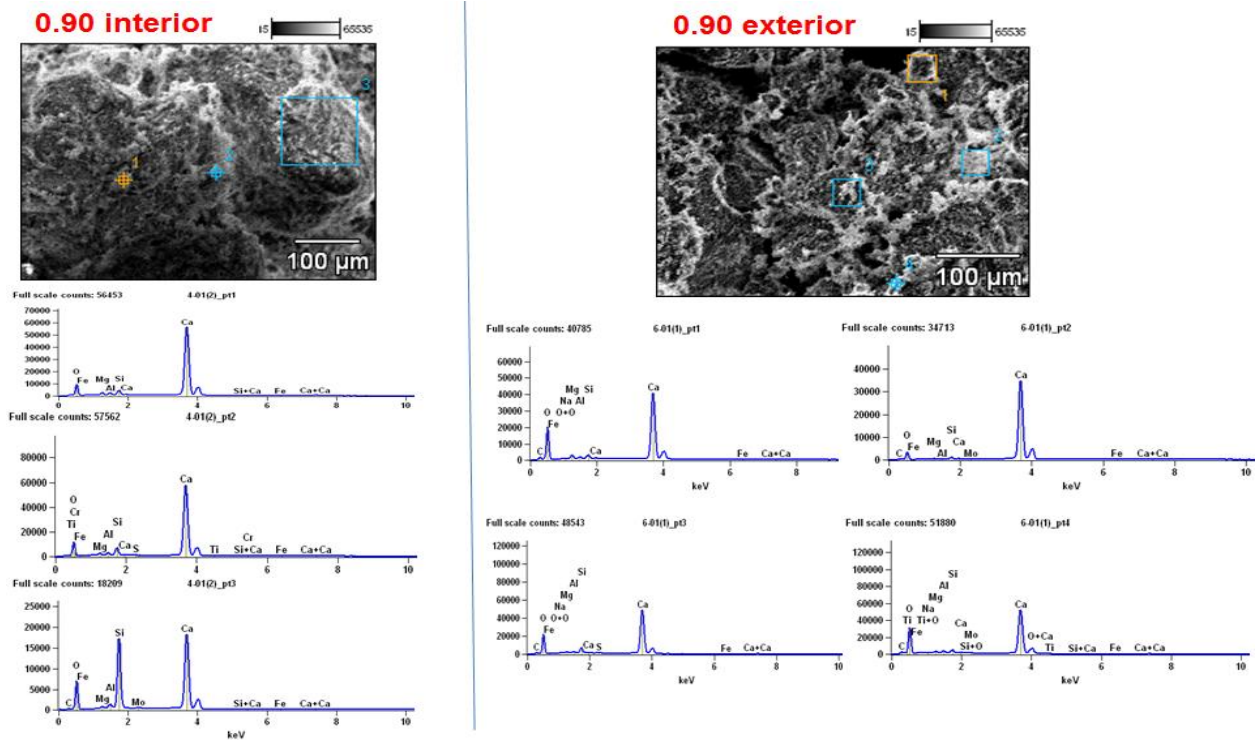 0.90 interior
15 65535
3
1
2
100 µm
Full scale counts: 56453 4-01(2)_pt1
70000
60000
50000
40000
30000
20000
10000
0
Ca
O
Fe
Mg
Al
Si
Ca
Si+Ca Fe Ca+Ca
0 2 4 6 8 10
Full scale counts: 57562 4-01(2)_pt2
80000
60000
40000
20000
0
Ca
O
Cr
Ti
Fe
Mg
Al
Si
Ca
S
Ti
Cr
Si+Ca Fe Ca+Ca
0 2 4 6 8 10
Full scale counts: 18209 4-01(2)_pt3
25000
20000
15000
10000
5000
0
Si
Ca
O
Fe
C
Mg
Al
Mo
Si+Ca Fe Ca+Ca
0 2 4 6 8 10
keV
0.90 exterior
15 65535
1
2
3
100 µm
Full scale counts: 40785 6-01(1)_pt1
60000
50000
40000
30000
20000
10000
0
Ca
Mg Si
Na Al
O O+O
Fe
C
Ca
Fe Ca+Ca
0 2 4 6 8
keV
Full scale counts: 34713 6-01(1)_pt2
40000
30000
20000
10000
0
Ca
Si
O
Mg Ca
Fe
C
Al Mo
Fe Ca+Ca
0 2 4 6 8 10
keV
Full scale counts: 48543 6-01(1)_pt3
120000
100000
80000
60000
40000
20000
0
Si
Al
Mg
Na
O O+O
Fe
C
Ca S
Ca
Fe Ca+Ca
0 2 4 6 8 10
keV
Full scale counts: 51880 6-01(1)_pt4
120000
100000
80000
60000
40000
20000
0
Si
Al
Mg
O Na
Ti Ti+O
Fe
C
Ca
Mo
Si+O
Ca
O+Ca
Ti Si+Ca Fe Ca+Ca
0 2 4 6 8 10
keV